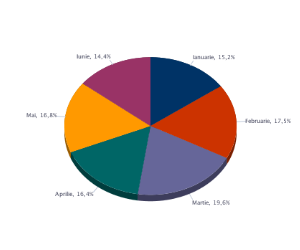 Iunie, 14,4%
Ianuarie, 15,2%
Mai, 16,8%
Februarie, 17,5%
Aprilie, 16,4%
Martie, 19,6%